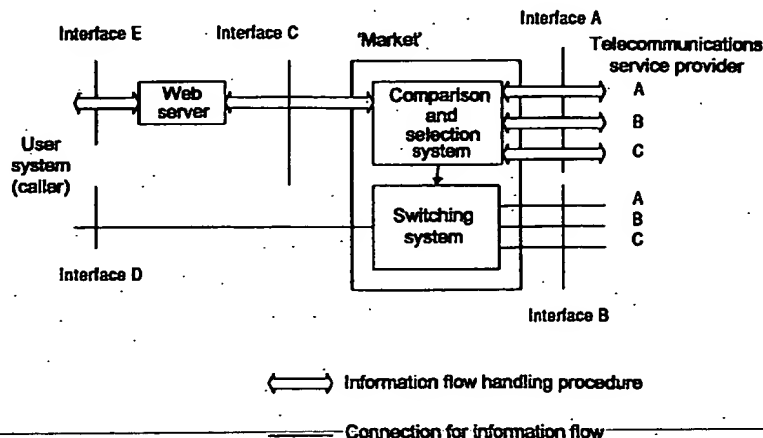 Interface E
Interface C
'Market'
Interface A
Telecommunications
service provider
Web
server
Comparison
and
selection
system
A
B
C
User
system
(caller)
Switching
system
A
B
C
Interface D
Interface B
Information flow handling procedure
Connection for information flow